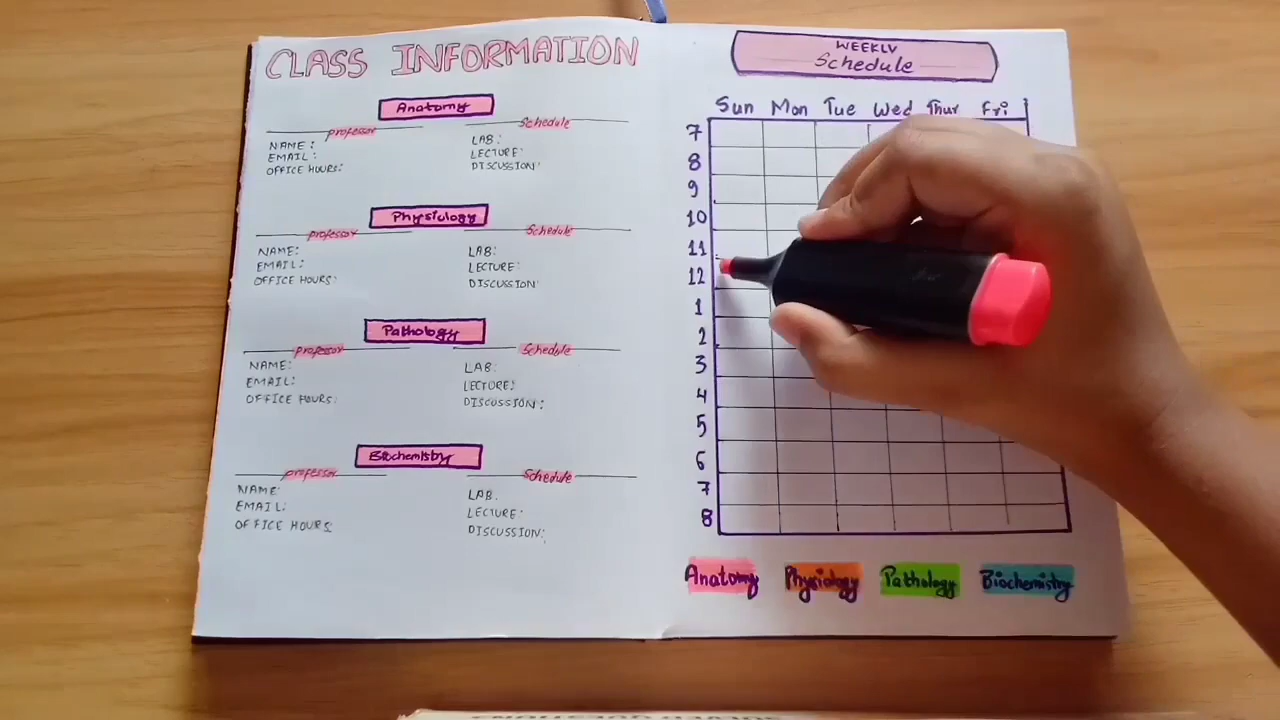 CLASS INFORMATION
Anatomy
professor
NAME:
EMAIL:
OFFICE HOURS:
Schedule
LAB:
LECTURE:
DISCUSSION:
Physiology
professor
NAME:
EMAIL:
OFFICE HOURS:
Schedule
LAB:
LECTURE:
DISCUSSION:
Pathology
professor
NAME:
EMAIL:
OFFICE HOURS:
Schedule
LAB:
LECTURE:
DISCUSSION:
Biochemistry
professor
NAME:
EMAIL:
OFFICE HOURS:
Schedule
LAB:
LECTURE:
DISCUSSION:
WEEKLY
Schedule
Sun Mon Tue Wed Thur Fri
7
8
9
10
11
12
1
2
3
4
5
6
7
8
Anatomy Physiology Pathology Biochemistry